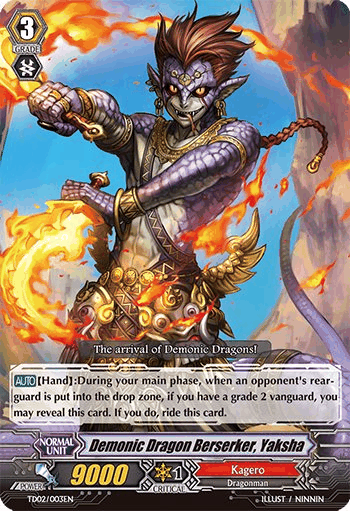 3
GRADE
The arrival of Demonic Dragons!
AUTO [Hand]:During your main phase, when an opponent's rear-
guard is put into the drop zone, if you have a grade 2 vanguard, you
may reveal this card. If you do, ride this card.
NORMAL
UNIT
Demonic Dragon Berserker, Yaksha
POWER
9000
1
CRITICAL
Kagero
Dragonman
TD02/003EN
ILLUST / NINNIN